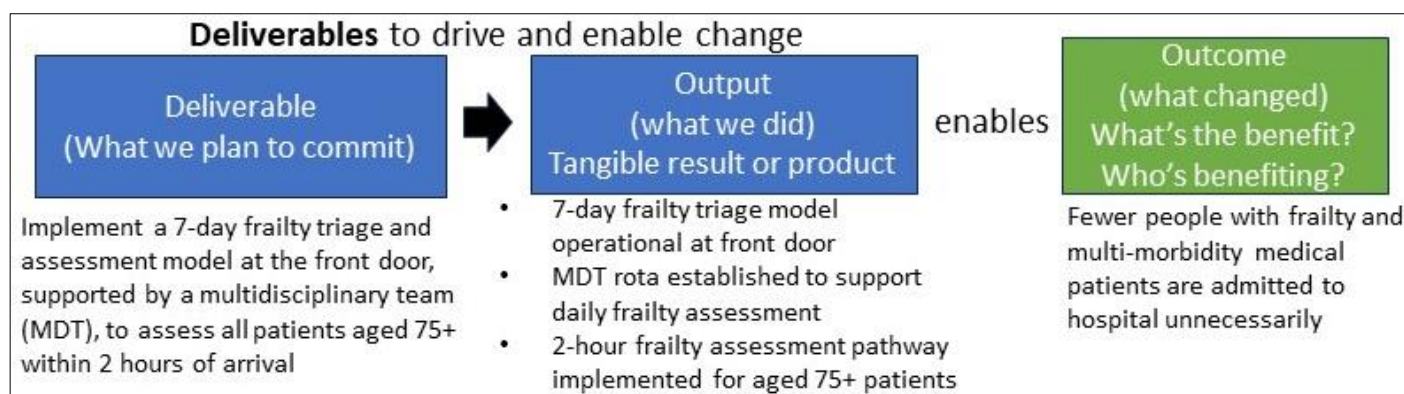 Deliverables to drive and enable change
Deliverable
(What we plan to commit)
Output
(what we did)
Tangible result or product
enables
Outcome
(what changed)
What's the benefit?
Who's benefiting?
Implement a 7-day frailty triage and
assessment model at the front door,
supported by a multidisciplinary team
(MDT), to assess all patients aged 75+
within 2 hours of arrival
• 7-day frailty triage model
operational at front door
• MDT rota established to support
daily frailty assessment
• 2-hour frailty assessment pathway
implemented for aged 75+ patients
Fewer people with frailty and
multi-morbidity medical
patients are admitted to
hospital unnecessarily